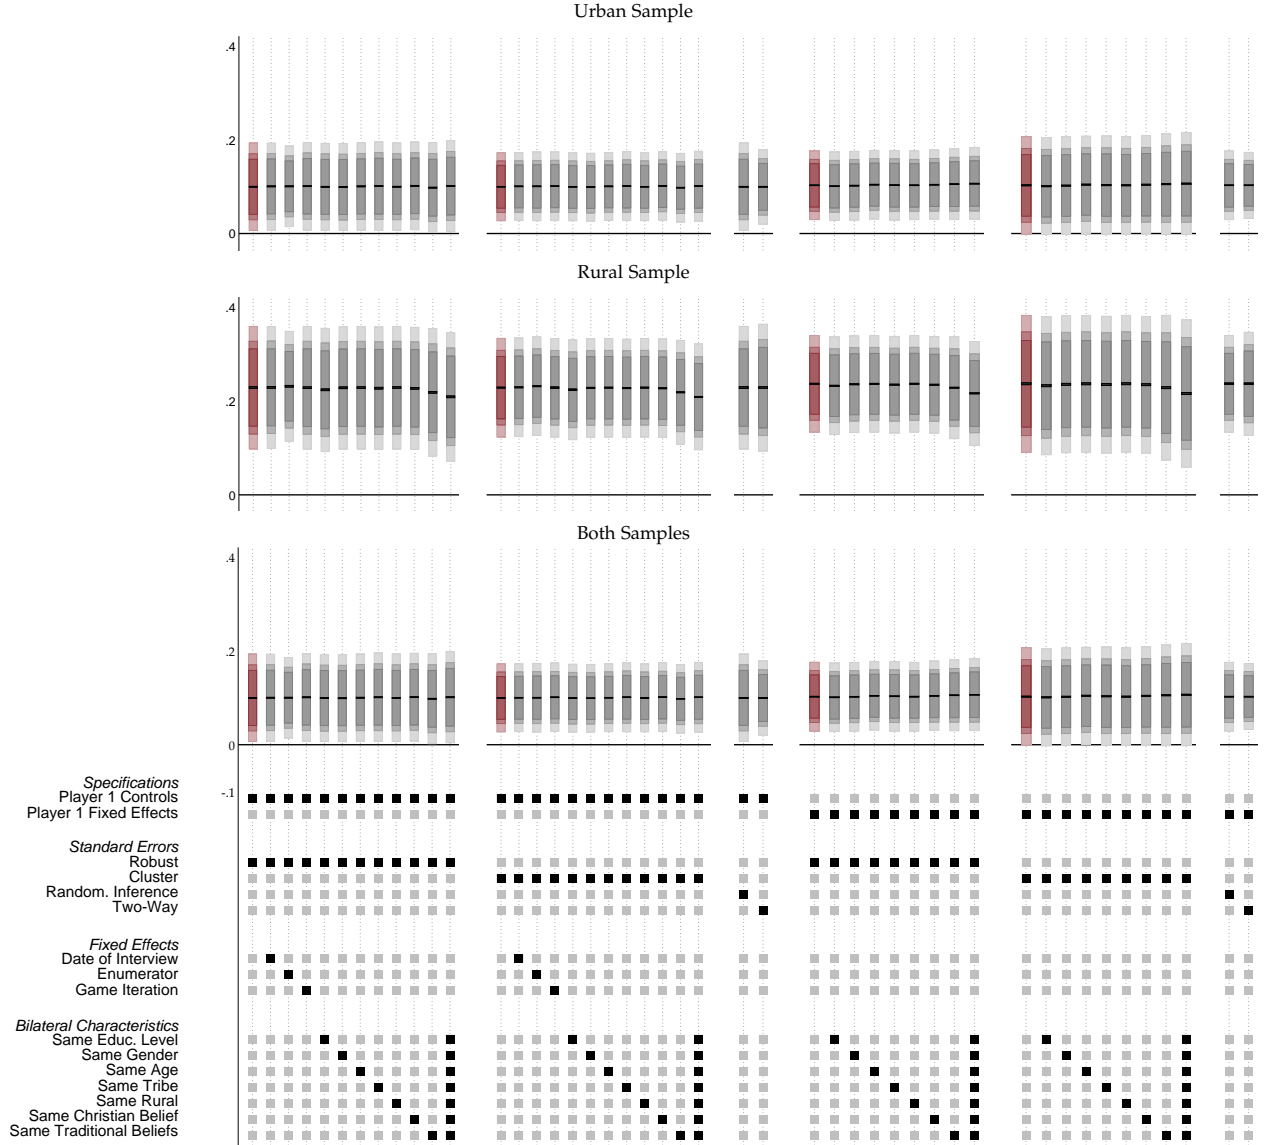 Urban Sample
.4
.2
0
Rural Sample
.4
.2
0
Both Samples
.4
.2
0
-.1
Specifications
Player 1 Controls
Player 1 Fixed Effects
Standard Errors
Robust
Cluster
Random. Inference
Two-Way
Fixed Effects
Date of Interview
Enumerator
Game Iteration
Bilateral Characteristics
Same Educ. Level
Same Gender
Same Age
Same Tribe
Same Rural
Same Christian Belief
Same Traditional Beliefs